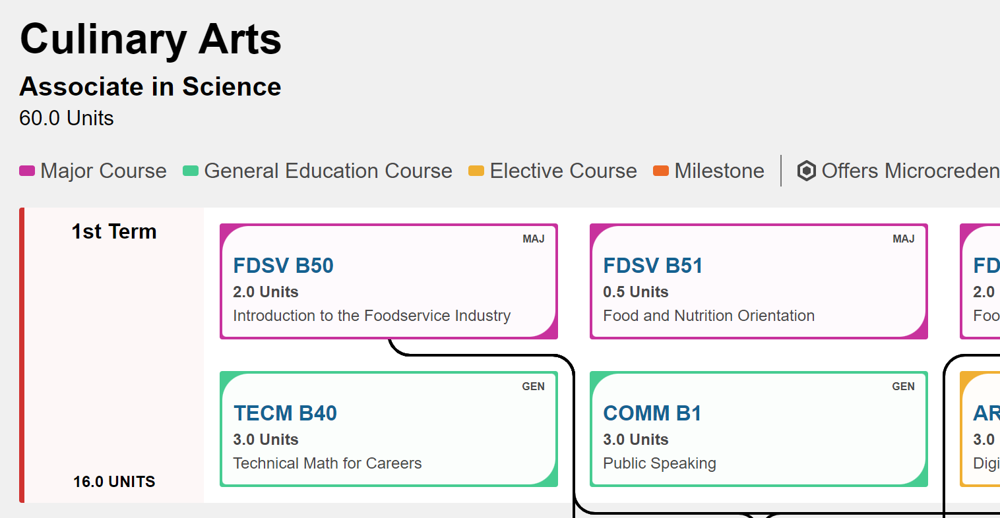 Culinary Arts
Associate in Science
60.0 Units
Major Course General Education Course Elective Course Milestone Offers Microcreden
1st Term
16.0 UNITS
MAJ
FDSV B50
2.0 Units
Introduction to the Foodservice Industry
MAJ
FDSV B51
0.5 Units
Food and Nutrition Orientation
FD
2.0
Foo
GEN
TECM B40
3.0 Units
Technical Math for Careers
GEN
COMM B1
3.0 Units
Public Speaking
AR
3.0
Digi